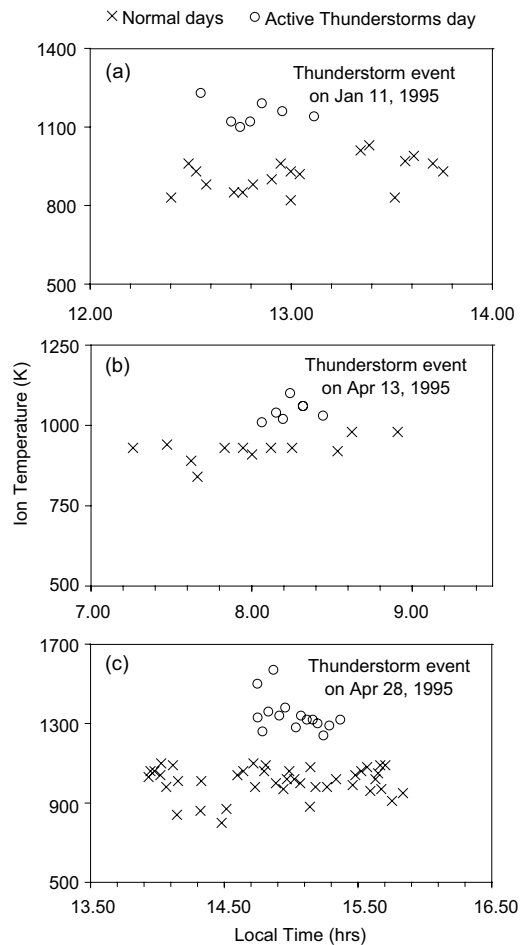 × Normal days ○ Active Thunderstorms day
1400
(a)
Thunderstorm event
on Jan 11, 1995
1100
800
500
12.00 13.00 14.00
1250
(b)
Thunderstorm event
on Apr 13, 1995
1000
750
500
7.00 8.00 9.00
Ion Temperature (K)
1700
(c)
Thunderstorm event
on Apr 28, 1995
1300
900
500
13.50 14.50 15.50 16.50
Local Time (hrs)